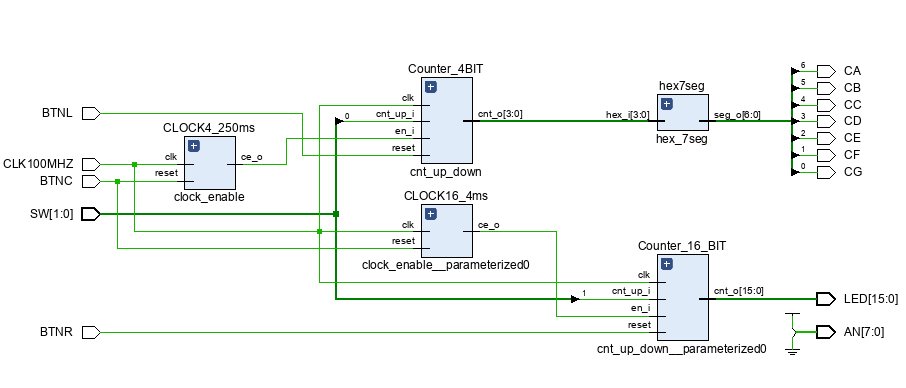 Counter_4BIT
clk
0
cnt_up_i
en_i
reset
cnt_o[3:0]
cnt_up_down
hex7seg
hex_i[3:0]
seg_o[6:0]
hex_7seg
6
CA
5
CB
4
CC
3
CD
2
CE
1
CF
0
CG
BTNL
CLOCK4_250ms
CLK100MHZ
clk
ce_o
BTNC
reset
clock_enable
SW[1:0]
CLOCK16_4ms
clk
ce_o
reset
clock_enable__parameterized0
Counter_16_BIT
clk
1
cnt_up_i
en_i
reset
cnt_o[15:0]
cnt_up_down__parameterized0
LED[15:0]
BTNR
AN[7:0]